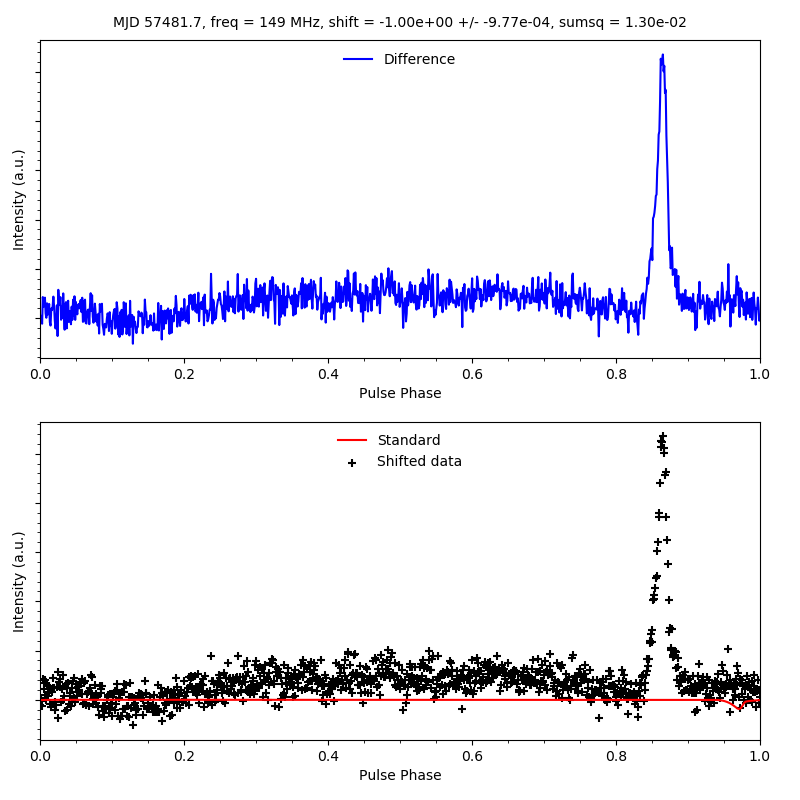 MJD 57481.7, freq = 149 MHz, shift = -1.00e+00 +/- -9.77e-04, sumsq = 1.30e-02
Difference
Intensity (a.u.)
0.0 0.2 0.4 0.6 0.8 1.0
Pulse Phase
Standard
Shifted data
Intensity (a.u.)
0.0 0.2 0.4 0.6 0.8 1.0
Pulse Phase